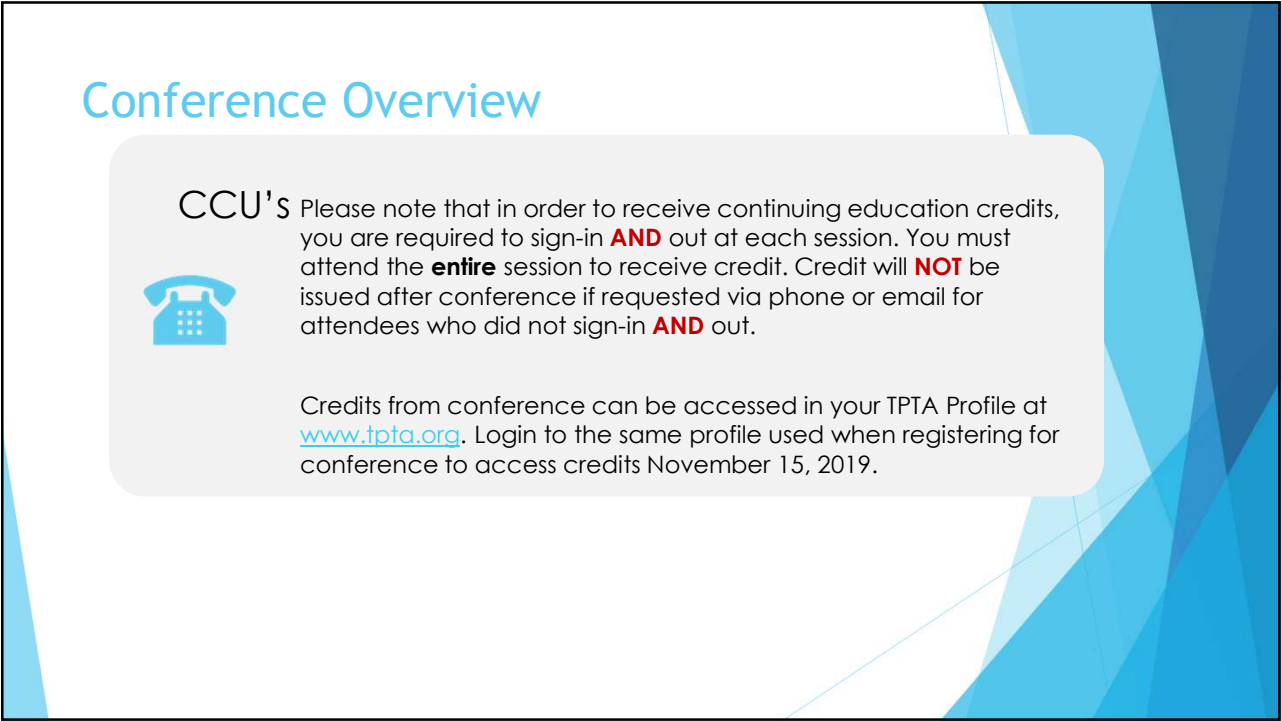 Conference Overview
CCU's Please note that in order to receive continuing education credits,
you are required to sign-in AND out at each session. You must
attend the entire session to receive credit. Credit will NOT be
issued after conference if requested via phone or email for
attendees who did not sign-in AND out.
Credits from conference can be accessed in your TPTA Profile at
www.tpta.org. Login to the same profile used when registering for
conference to access credits November 15, 2019.